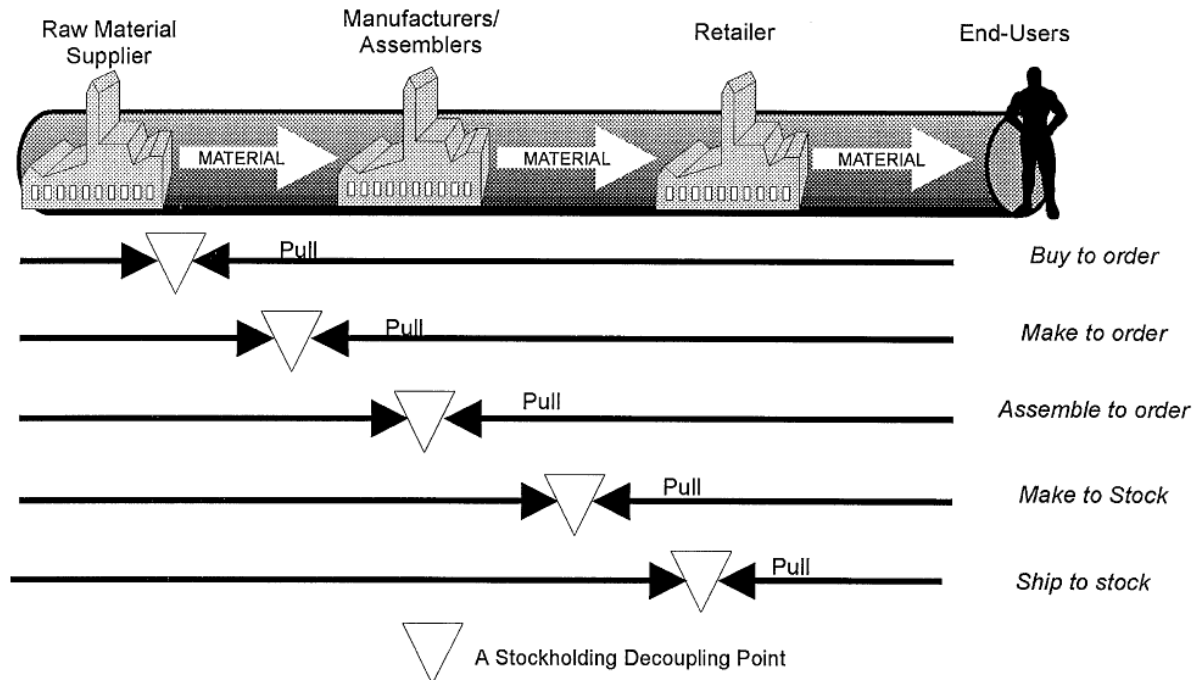 Raw Material
Supplier
Manufacturers/
Assemblers
Retailer
End-Users
MATERIAL
MATERIAL
MATERIAL
Pull
Buy to order
Pull
Make to order
Pull
Assemble to order
Pull
Make to Stock
Pull
Ship to stock
A Stockholding Decoupling Point